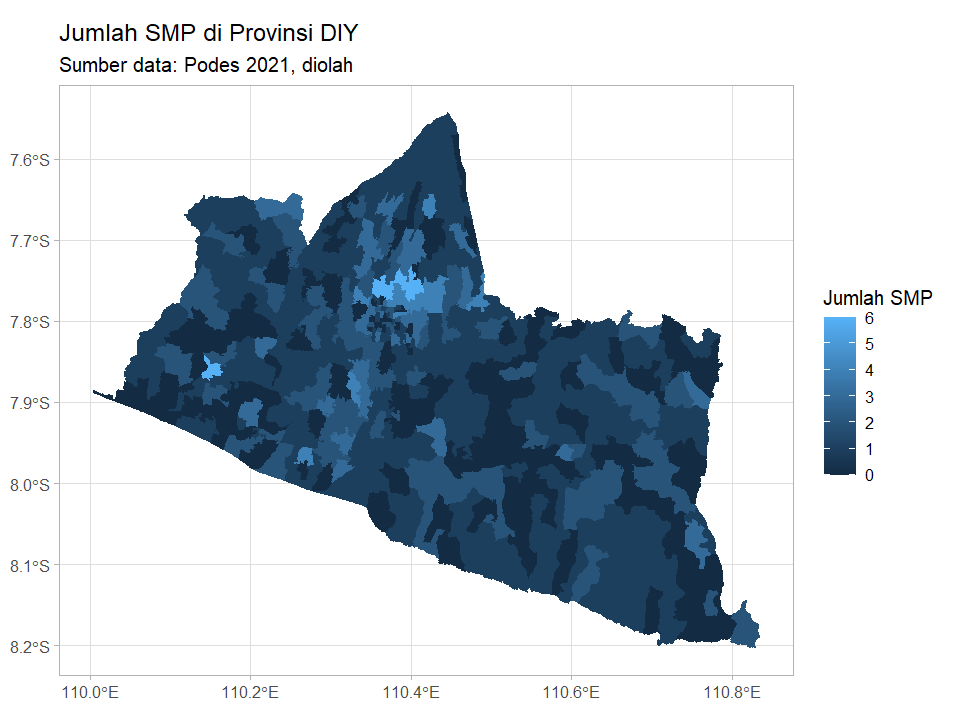 Jumlah SMP di Provinsi DIY
Sumber data: Podes 2021, diolah
7.6°S
7.7°S
7.8°S
7.9°S
8.0°S
8.1°S
8.2°S
110.0°E
110.2°E
110.4°E
110.6°E
110.8°E
Jumlah SMP
6
5
4
3
2
1
0